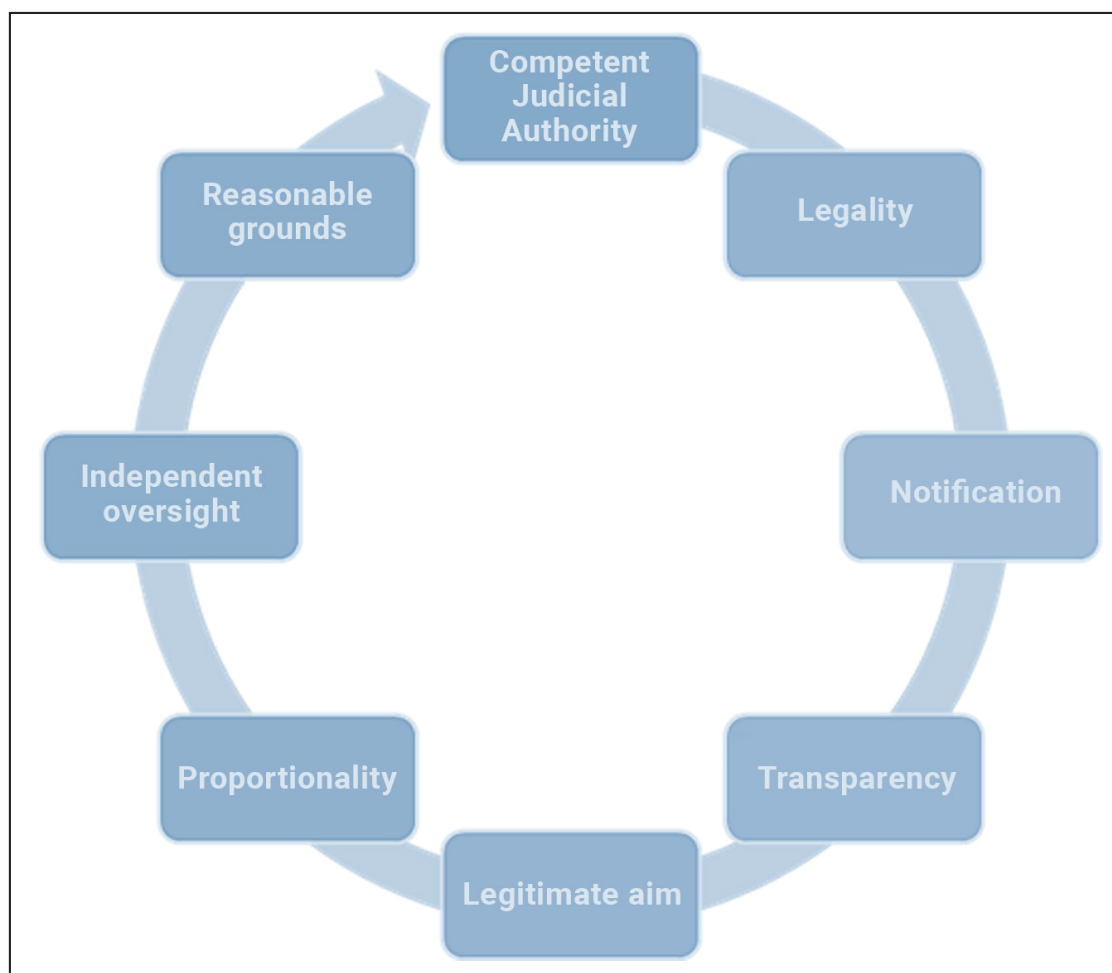 Competent
Judicial
Authority
Legality
Notification
Transparency
Legitimate aim
Proportionality
Independent
oversight
Reasonable
grounds